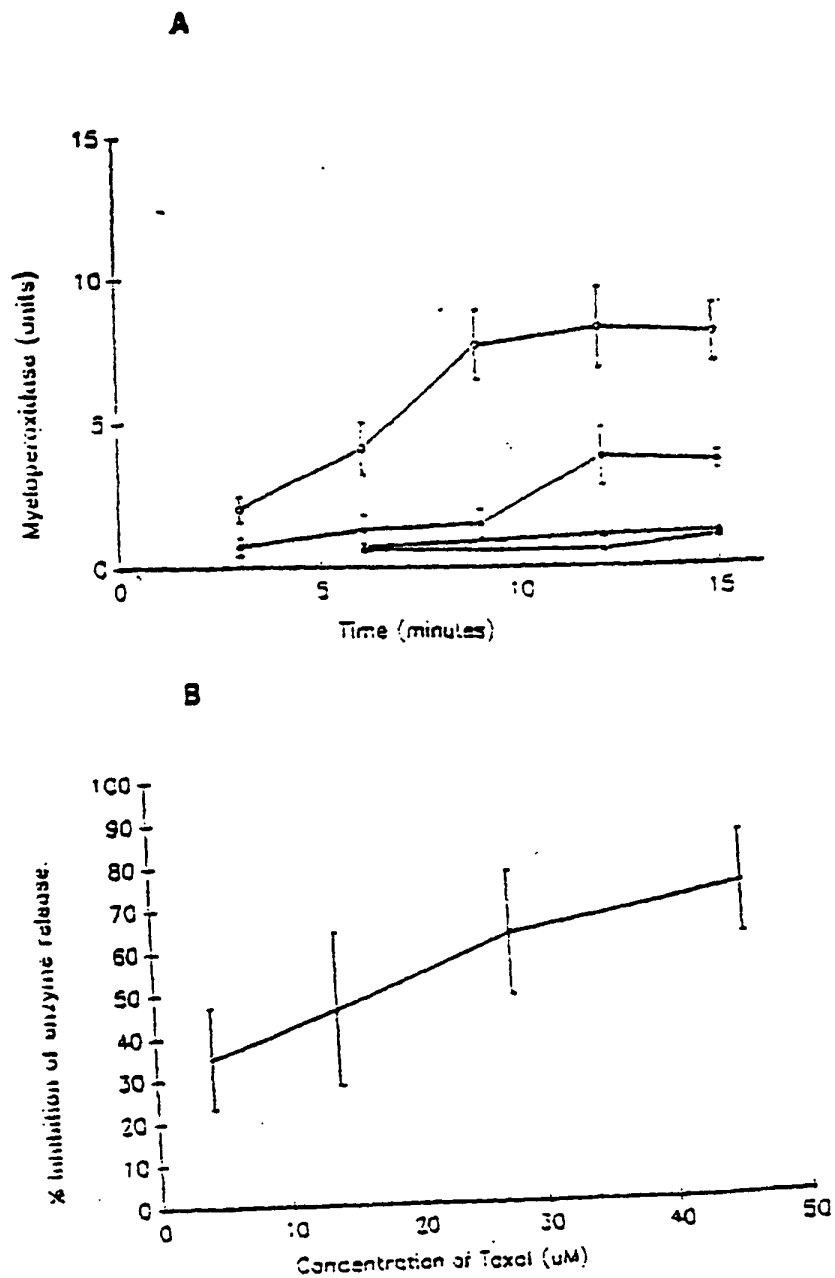 A
15
10
5
0
Myeloperoxidase (units)
0 5 10 15
Time (minutes)
B
100
90
80
70
60
50
40
30
20
10
0
% Inhibition of enzyme release.
0 10 20 30 40 50
Concentration of Taxol (uM)